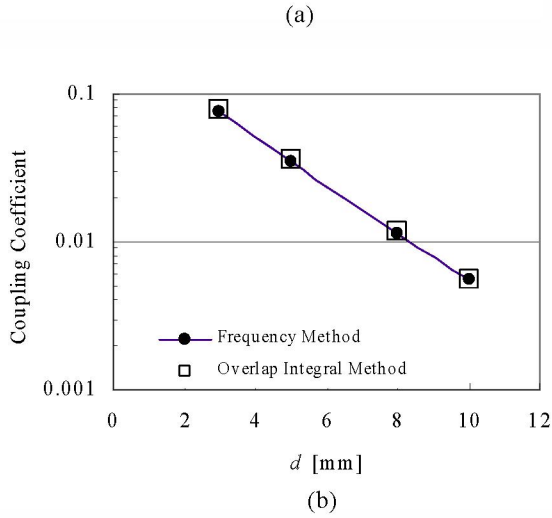 (a)
0.1
0.01
0.001
Coupling Coefficient
Frequency Method
Overlap Integral Method
0 2 4 6 8 10 12
d [mm]
(b)